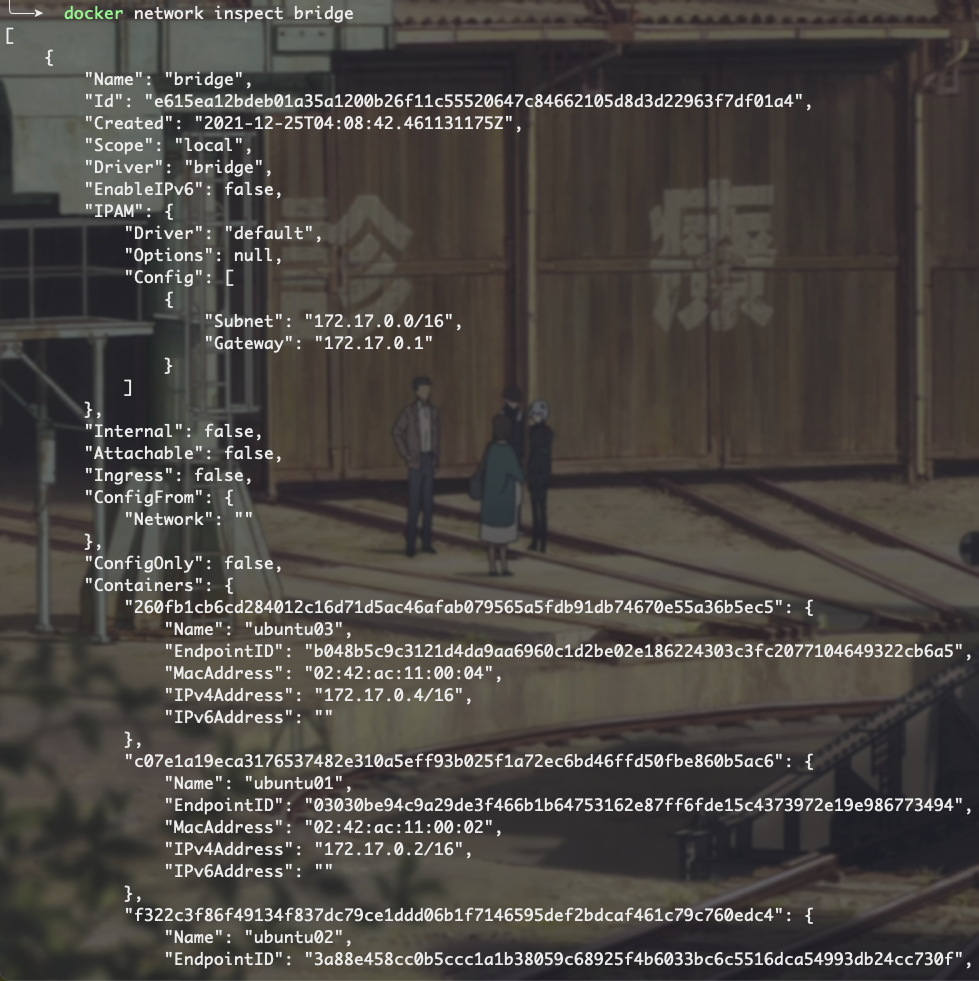 docker network inspect bridge
[
    {
        "Name": "bridge",
        "Id": "e615ea12bdeb01a35a1200b26f11c55520647c84662105d8d3d22963f7df01a4",
        "Created": "2021-12-25T04:08:42.461131175Z",
        "Scope": "local",
        "Driver": "bridge",
        "EnableIPv6": false,
        "IPAM": {
            "Driver": "default",
            "Options": null,
            "Config": [
                {
                    "Subnet": "172.17.0.0/16",
                    "Gateway": "172.17.0.1"
                }
            ]
        },
        "Internal": false,
        "Attachable": false,
        "Ingress": false,
        "ConfigFrom": {
            "Network": ""
        },
        "ConfigOnly": false,
        "Containers": {
            "260fb1cb6cd284012c16d71d5ac46afab079565a5fdb91db74670e55a36b5ec5": {
                "Name": "ubuntu03",
                "EndpointID": "b048b5c9c3121d4da9aa6960c1d2be02e186224303c3fc2077104649322cb6a5",
                "MacAddress": "02:42:ac:11:00:04",
                "IPv4Address": "172.17.0.4/16",
                "IPv6Address": ""
            },
            "c07e1a19eca3176537482e310a5eff93b025f1a72ec6bd46ffd50fbe860b5ac6": {
                "Name": "ubuntu01",
                "EndpointID": "03030be94c9a29de3f466b1b64753162e87ff6fde15c4373972e19e986773494",
                "MacAddress": "02:42:ac:11:00:02",
                "IPv4Address": "172.17.0.2/16",
                "IPv6Address": ""
            },
            "f322c3f86f49134f837dc79ce1ddd06b1f7146595def2bdcaf461c79c760edc4": {
                "Name": "ubuntu02",
                "EndpointID": "3a88e458cc0b5ccc1a1b38059c68925f4b6033bc6c5516dca54993db24cc730f",